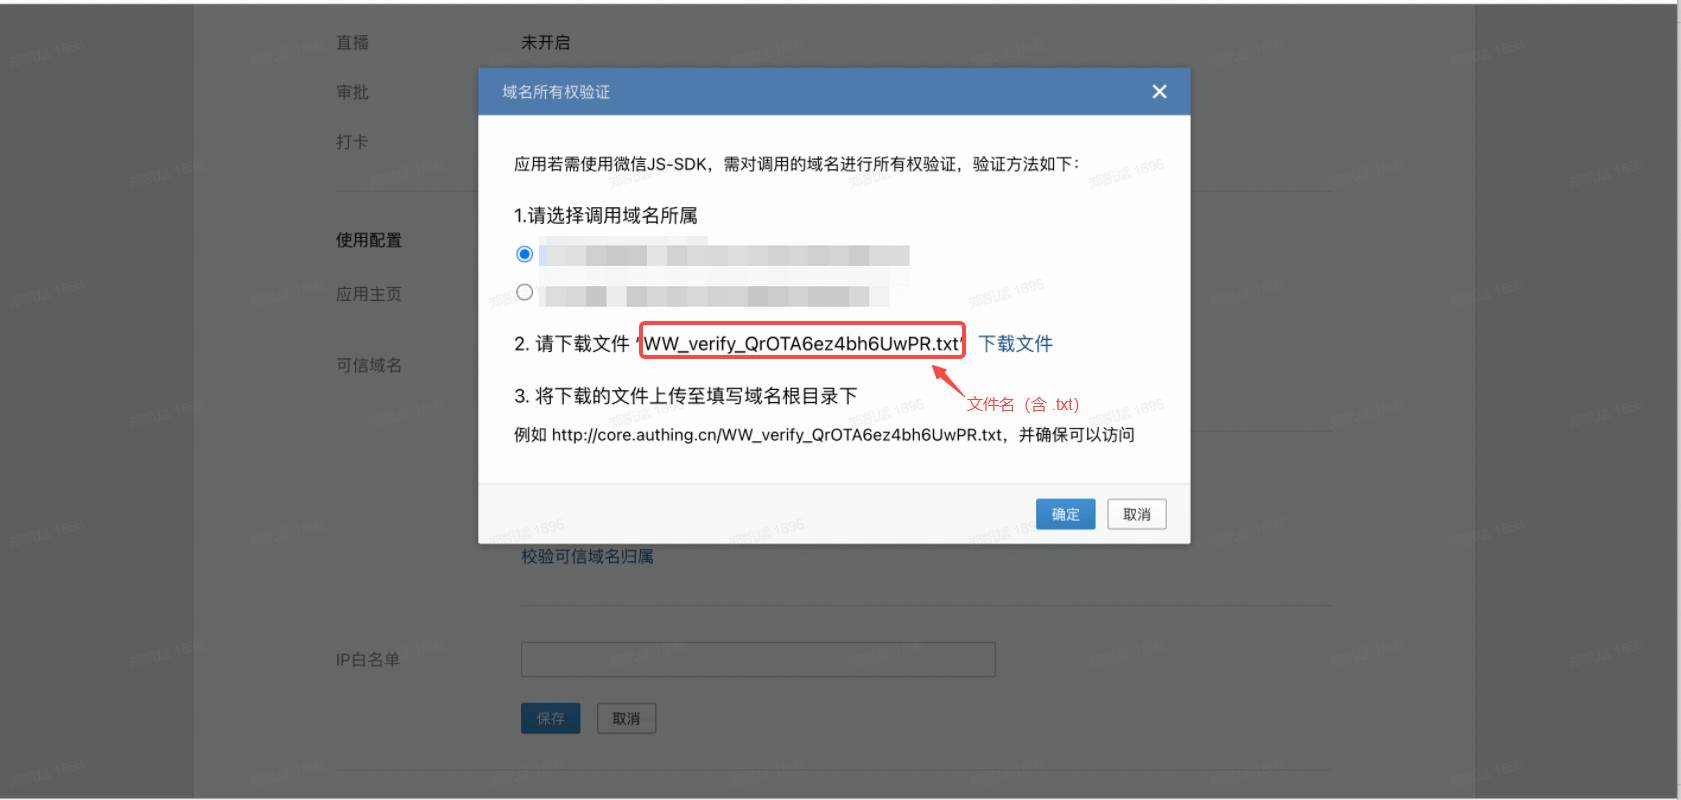 直播
未开启
审批
打卡
域名所有权验证
应用若需使用微信JS-SDK，需对调用的域名进行所有权验证，验证方法如下：
1.请选择调用域名所属
使用配置
应用主页
2. 请下载文件 “WW_verify_QrOTA6ez4bh6UwPR.txt” 下载文件
可信域名
3. 将下载的文件上传至填写域名根目录下
文件名（含 .txt）
例如 http://core.authing.cn/WW_verify_QrOTA6ez4bh6UwPR.txt，并确保可以访问
确定
取消
校验可信域名归属
IP白名单
保存
取消